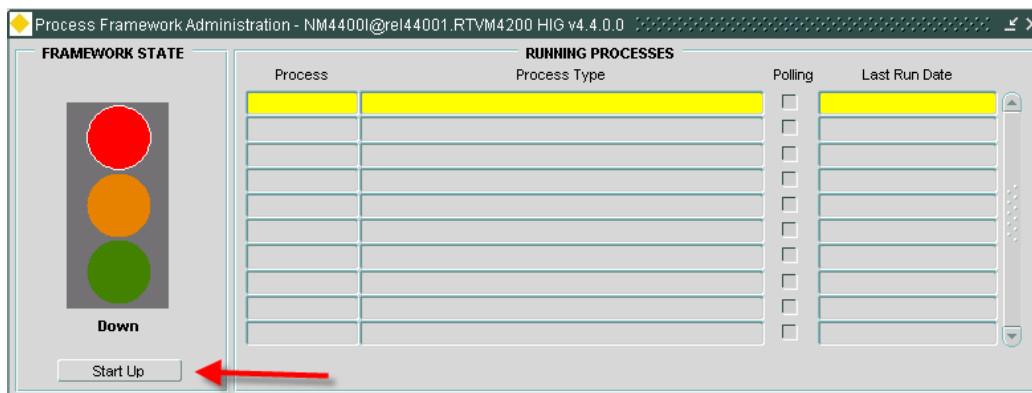 Process Framework Administration - NM4400I@rel44001.RTVM4200 HIG v4.4.0.0
FRAMEWORK STATE
RUNNING PROCESSES
Process Process Type Polling Last Run Date
Down
Start Up